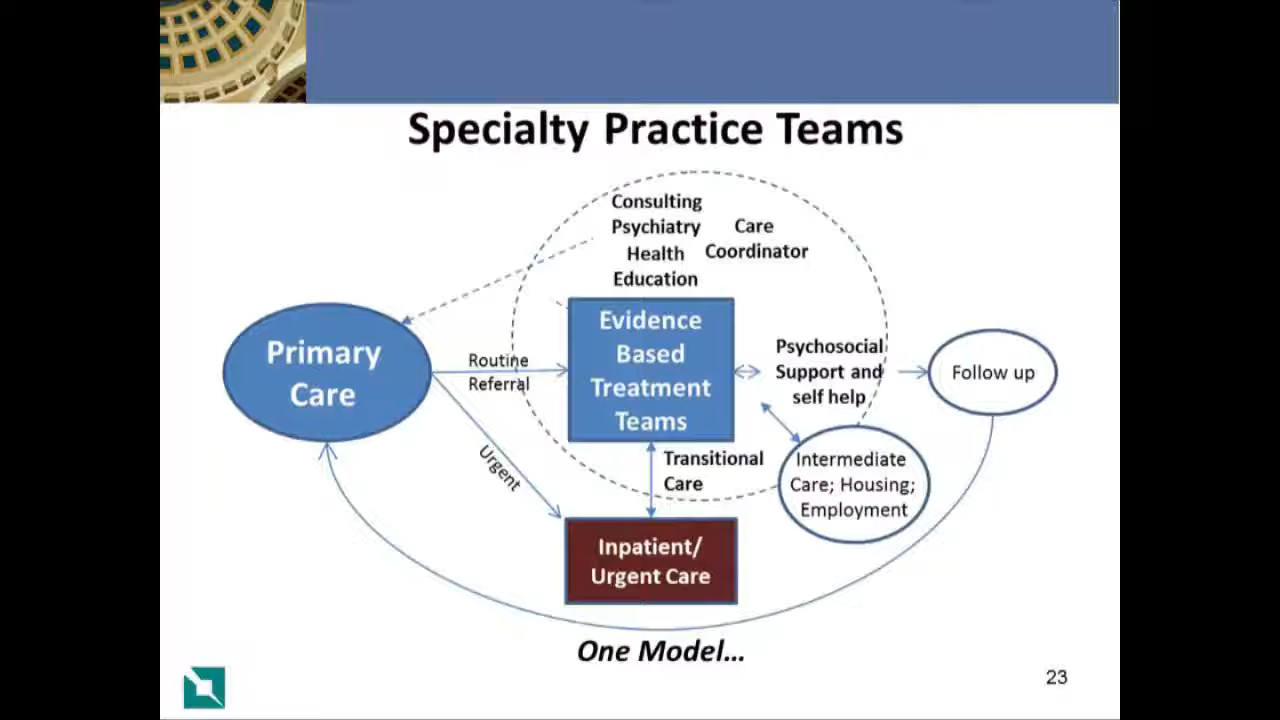 Specialty Practice Teams
Consulting
Psychiatry
Health
Education
Care
Coordinator
Primary
Care
Routine
Referral
Urgent
Evidence
Based
Treatment
Teams
Psychosocial
Support and
self help
Follow up
Transitional
Care
Intermediate
Care; Housing;
Employment
Inpatient/
Urgent Care
One Model…
23